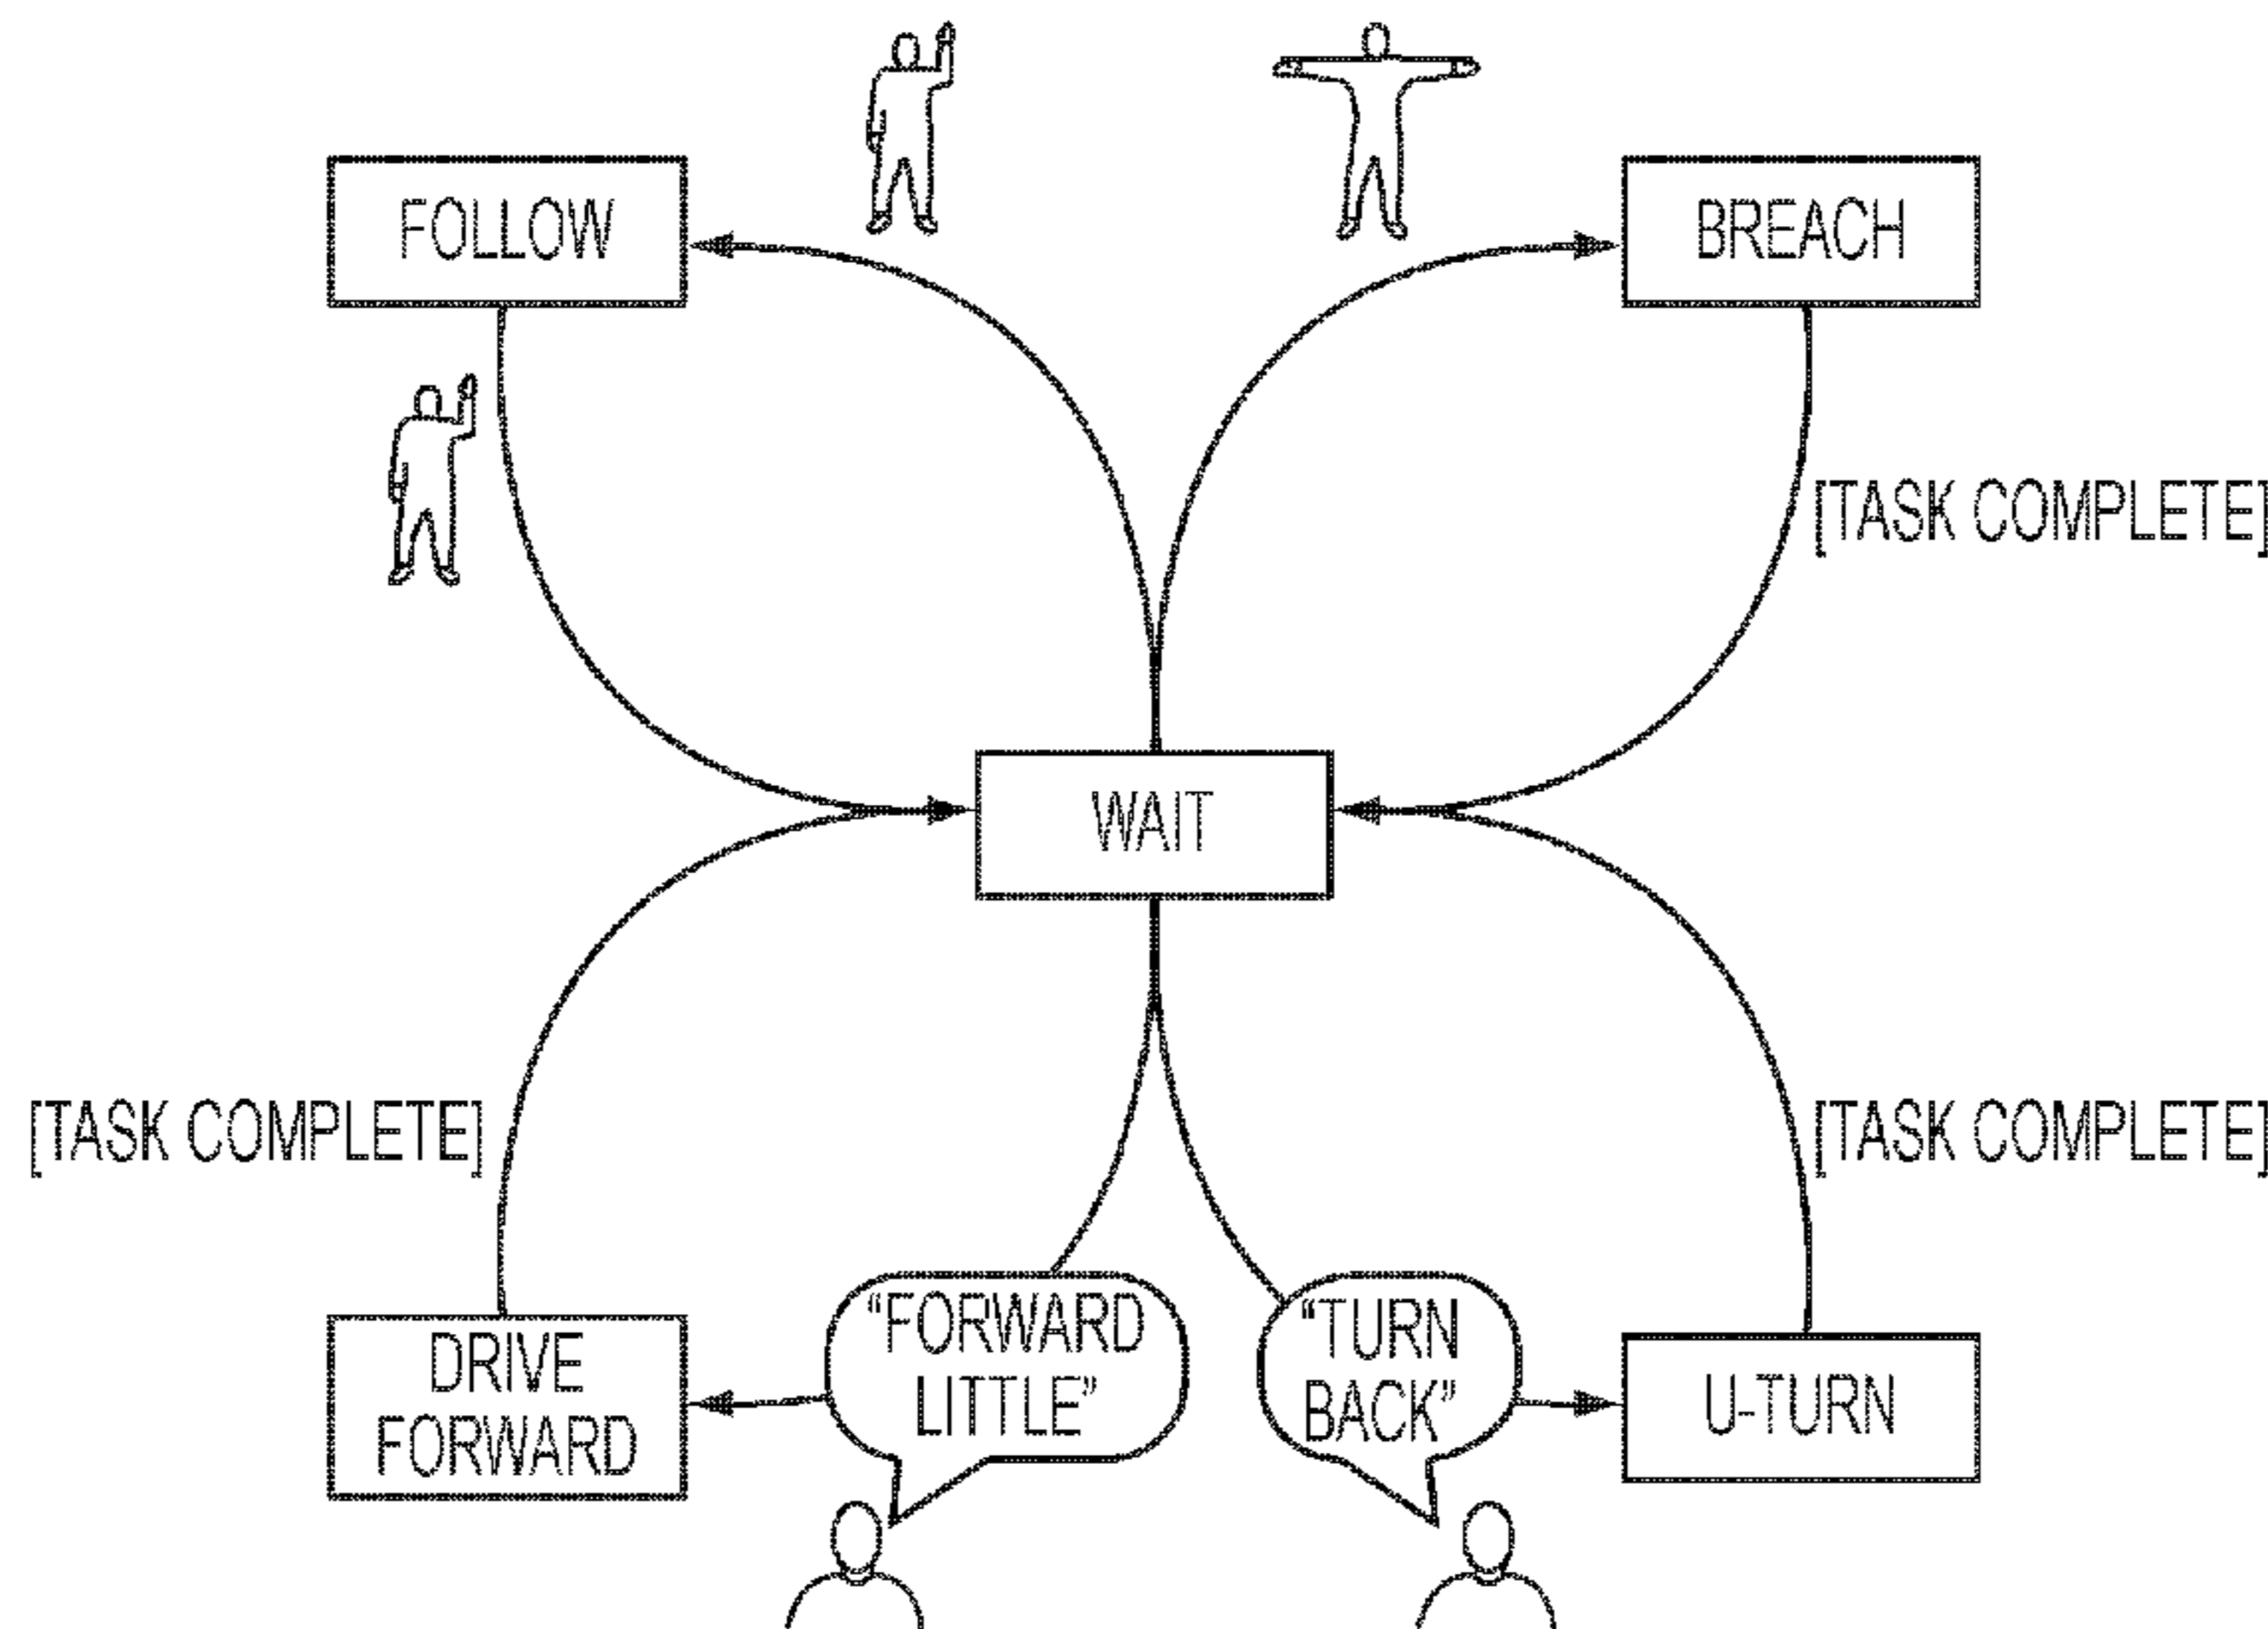 FOLLOW
BREACH
[TASK COMPLETE]
WAIT
[TASK COMPLETE]
[TASK COMPLETE]
DRIVE
FORWARD
“FORWARD
LITTLE”
“TURN
BACK”
U-TURN